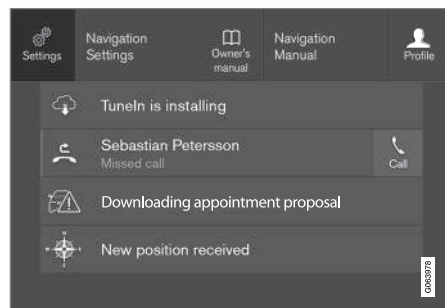 Settings
Navigation
Settings
Owner's
manual
Navigation
Manual
Profile
TuneIn is installing
Sebastian Petersson
Missed call
Call
Downloading appointment proposal
New position received
G063978